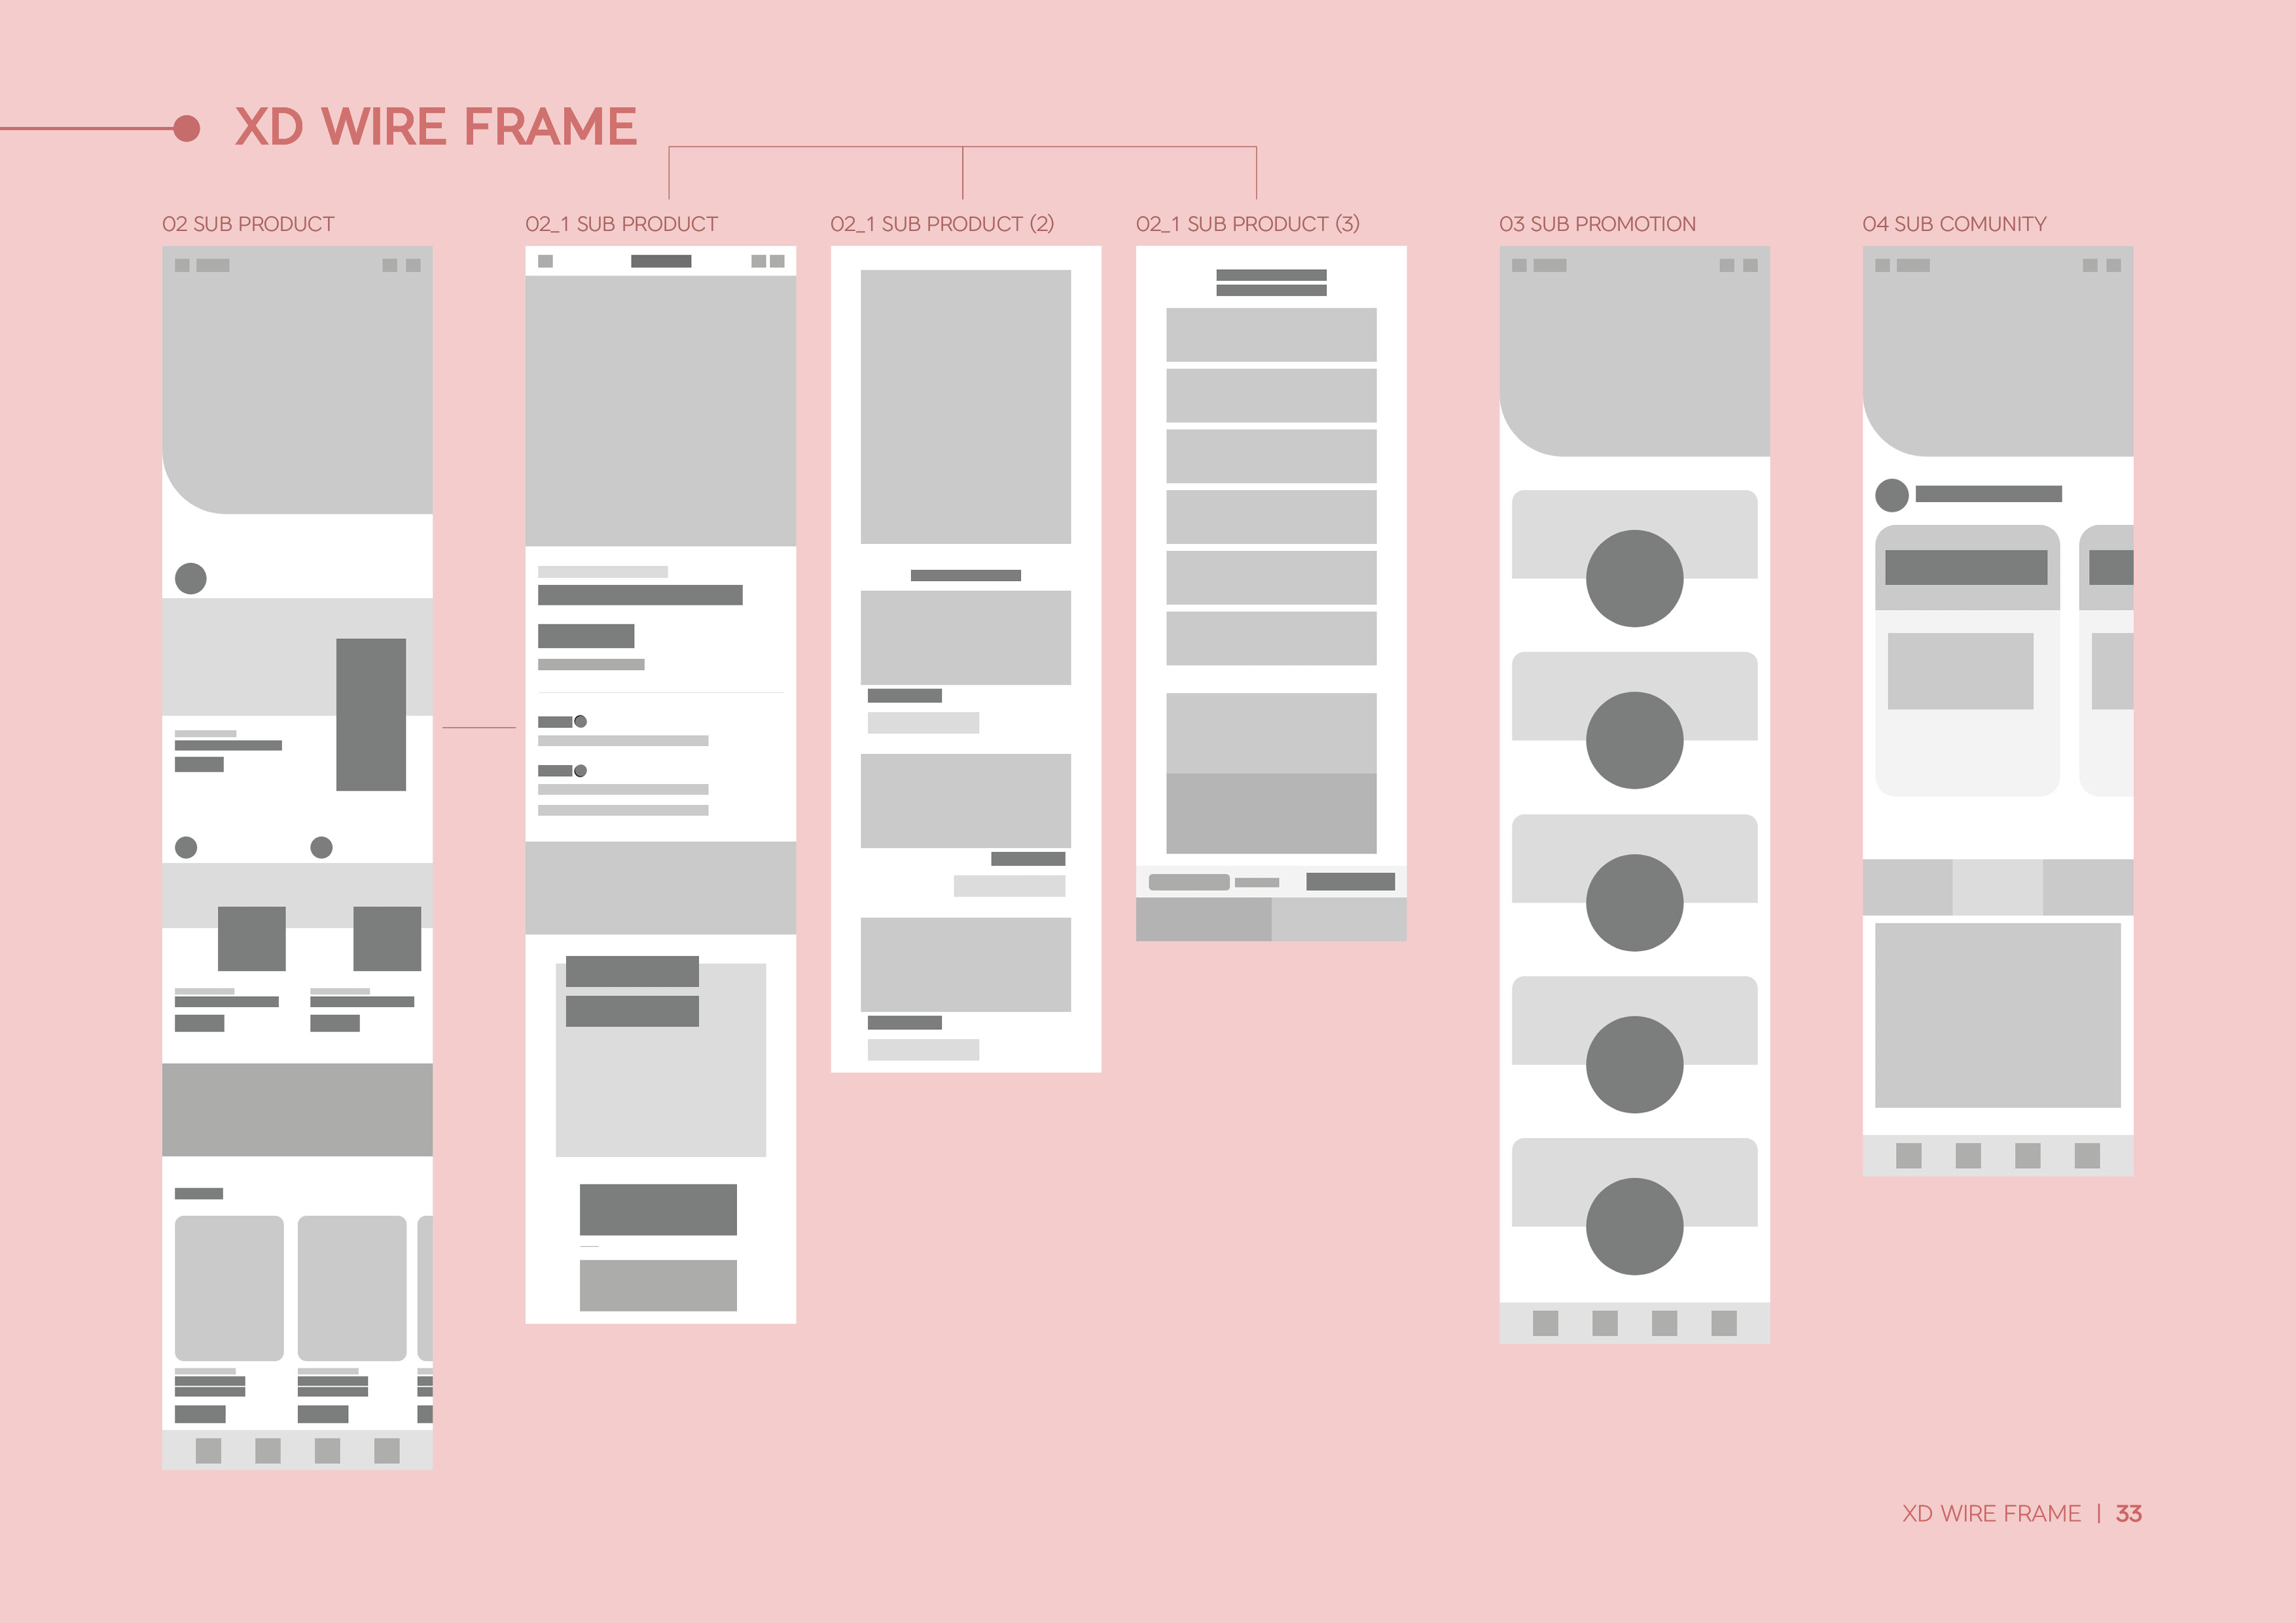 XD WIRE FRAME
02 SUB PRODUCT
02_1 SUB PRODUCT
02_1 SUB PRODUCT (2)
02_1 SUB PRODUCT (3)
03 SUB PROMOTION
04 SUB COMUNITY
XD WIRE FRAME | 33